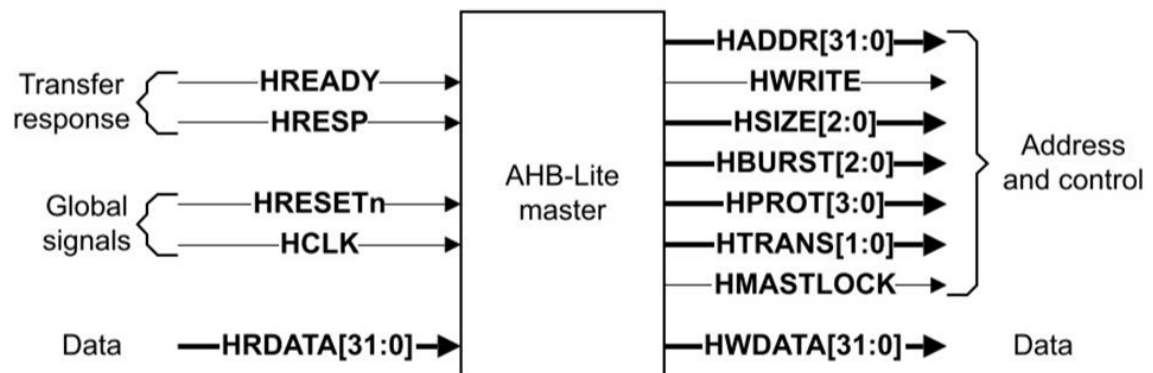 Transfer
response
HREADY
HRESP
Global
signals
HRESETn
HCLK
Data
HRDATA[31:0]
AHB-Lite
master
HADDR[31:0]
HWRITE
HSIZE[2:0]
HBURST[2:0]
HPROT[3:0]
HTRANS[1:0]
HMASTLOCK
Address
and control
HWDATA[31:0]
Data